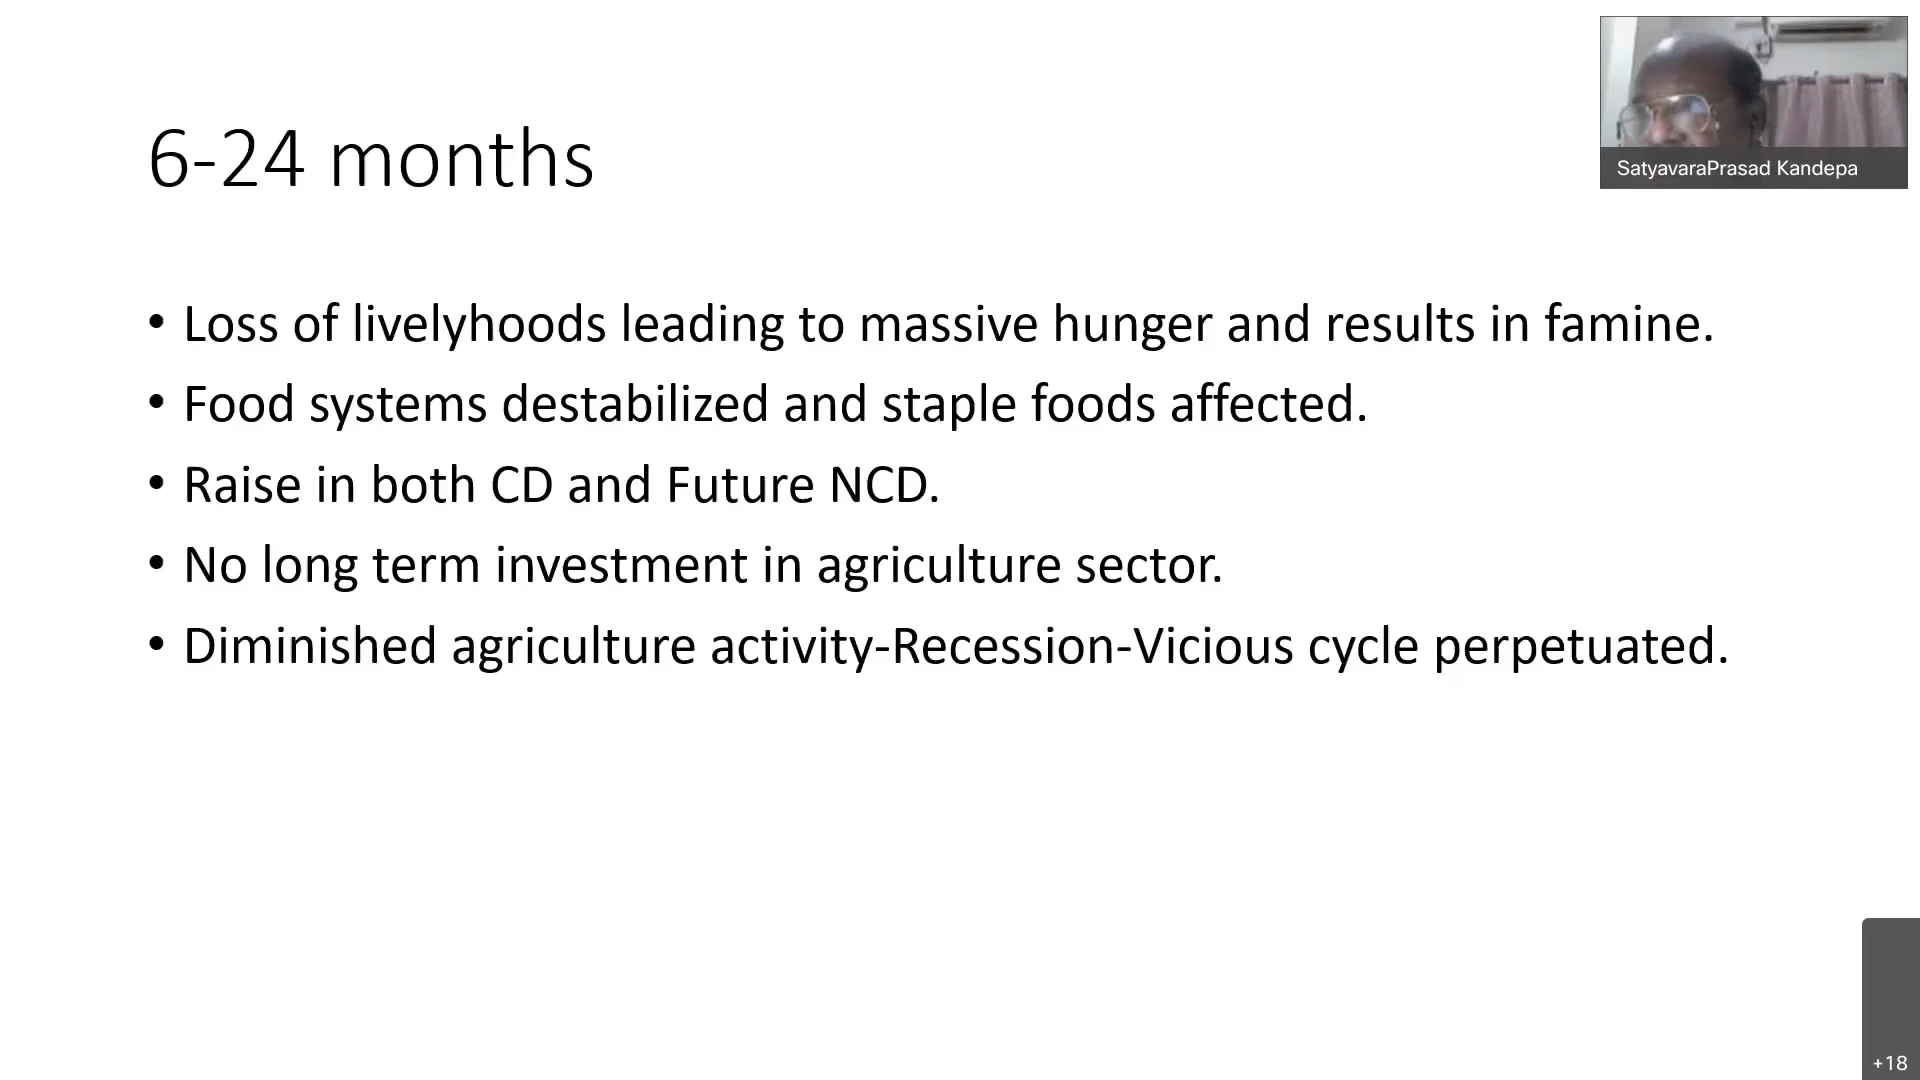 6-24 months
SatyavaraPrasad Kandepa
• Loss of livelyhoods leading to massive hunger and results in famine.
• Food systems destabilized and staple foods affected.
• Raise in both CD and Future NCD.
• No long term investment in agriculture sector.
• Diminished agriculture activity-Recession-Vicious cycle perpetuated.
+18